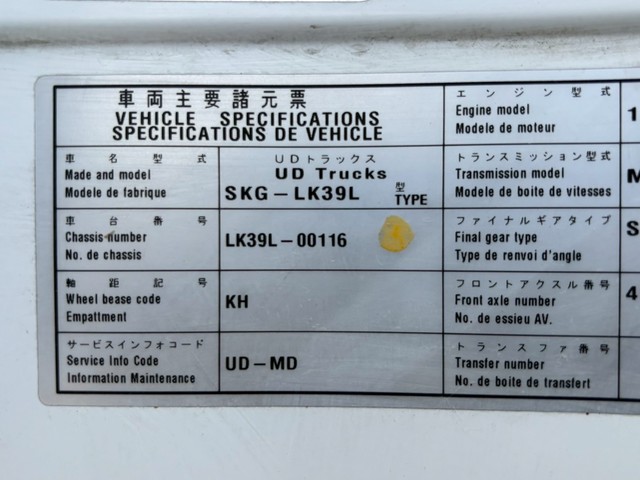 車両主要諸元票
VEHICLE SPECIFICATIONS
SPECIFICATIONS DE VEHICLE
車名型式
Made and model
Modele de fabrique
UDトラックス
UD Trucks
SKG-LK39L 型 TYPE
車台番号
Chassis number
No. de chassis
LK39L-00116
軸距記号
Wheel bease code
Empattment
KH
サービスインフォコード
Service Info Code
Information Maintenance
UD-MD
エンジン型式
Engine model
Modele de moteur
1
トランスミッション型式
Transmission model
Modele de boite de vitesses
M
ファイナルギアタイプ
Final gear type
Type de renvoi d'angle
S
フロントアクスル番号
Front axle number
No. de essieu AV.
4
トランスファ番号
Transfer number
No. de boite de transfert